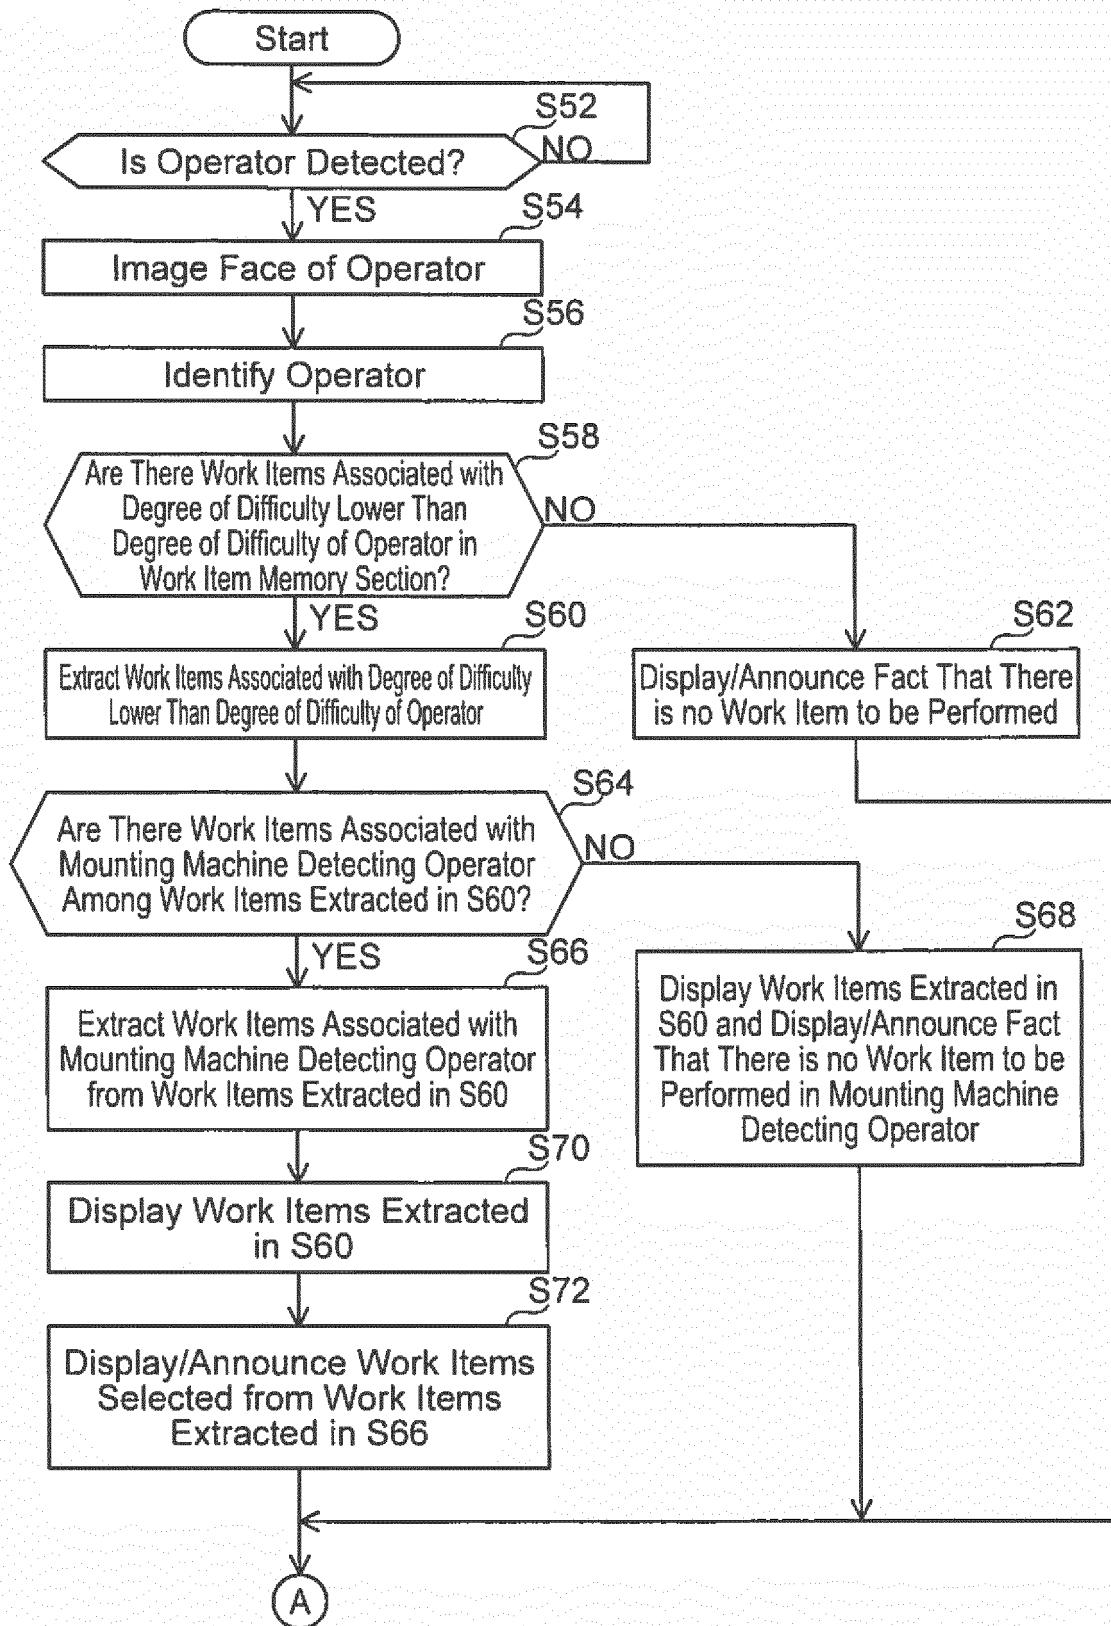 Start
S52
Is Operator Detected?
NO
YES
S54
Image Face of Operator
S56
Identify Operator
S58
Are There Work Items Associated with
Degree of Difficulty Lower Than
Degree of Difficulty of Operator in
Work Item Memory Section?
NO
YES
S60
Extract Work Items Associated with Degree of Difficulty
Lower Than Degree of Difficulty of Operator
S62
Display/Announce Fact That There
is no Work Item to be Performed
S64
Are There Work Items Associated with
Mounting Machine Detecting Operator
Among Work Items Extracted in S60?
NO
YES
S66
Extract Work Items Associated with
Mounting Machine Detecting Operator
from Work Items Extracted in S60
S68
Display Work Items Extracted in
S60 and Display/Announce Fact
That There is no Work Item to be
Performed in Mounting Machine
Detecting Operator
S70
Display Work Items Extracted
in S60
S72
Display/Announce Work Items
Selected from Work Items
Extracted in S66
A